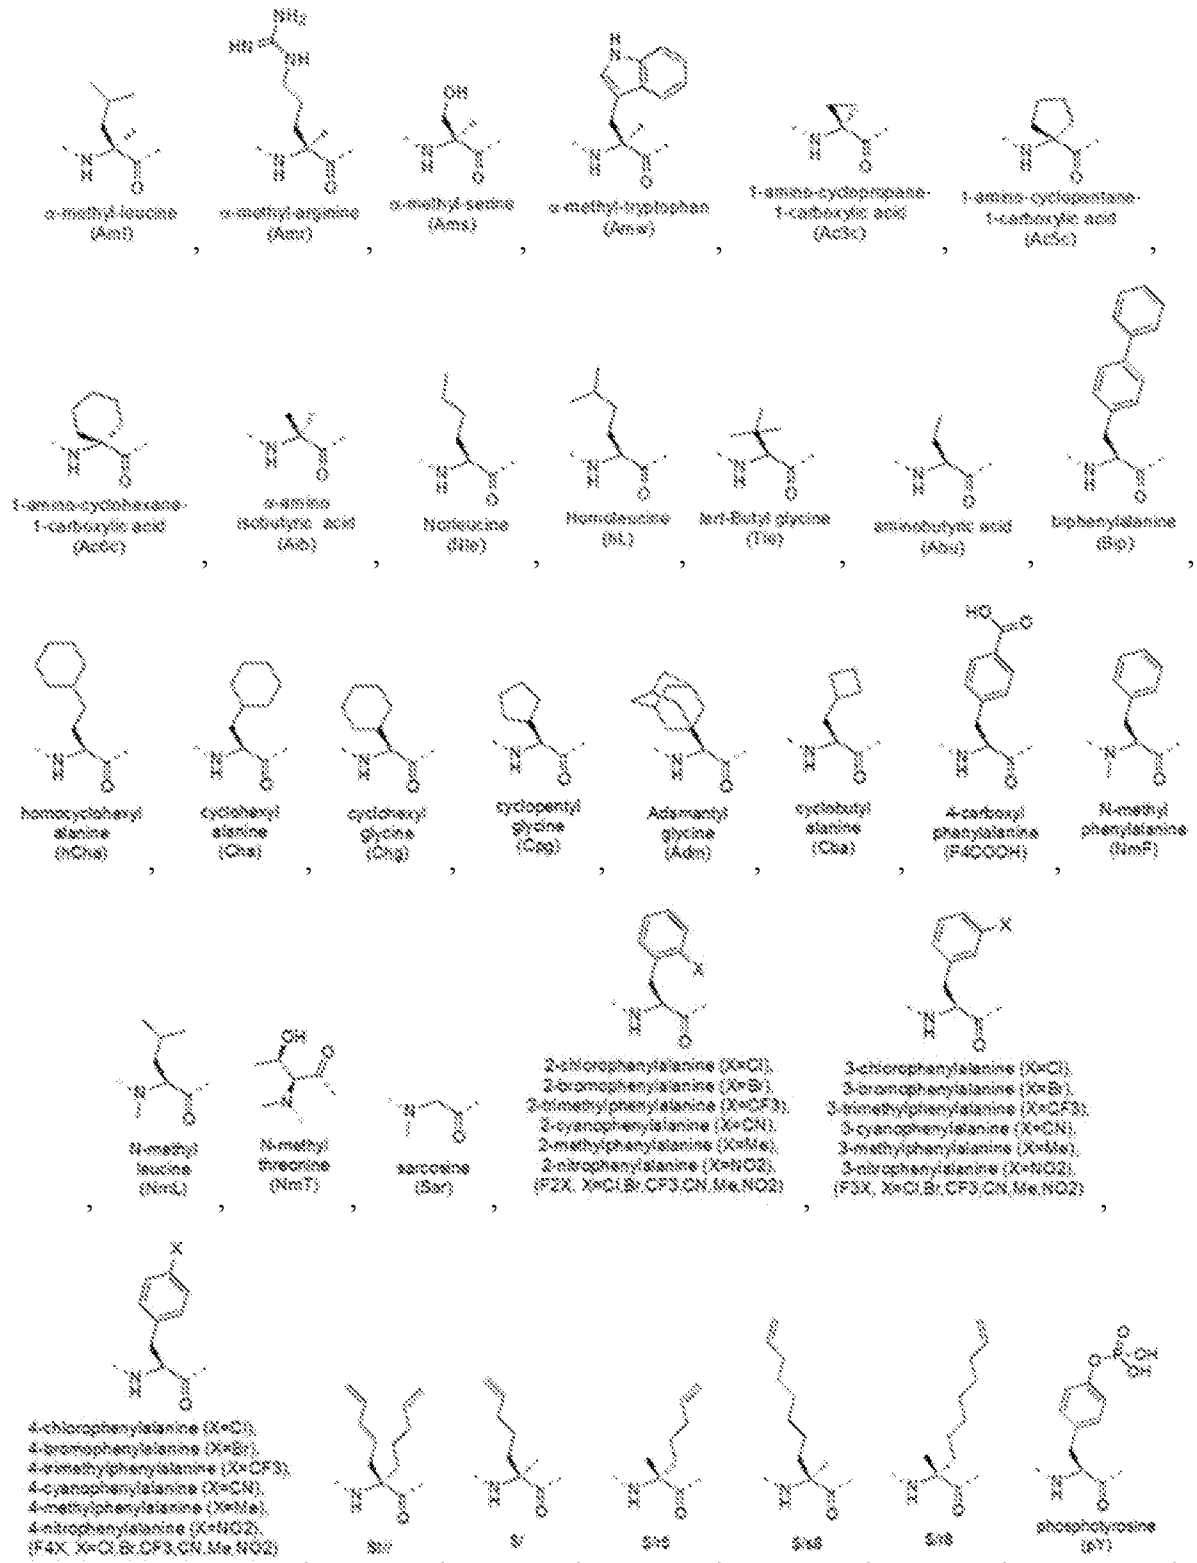 α-methyl-leucine
(Aml)
α-methyl-arginine
(Amr)
α-methyl-serine
(Ams)
α-methyl-tryptophan
(Amw)
1-amino-cyclopropane-
1-carboxylic acid
(Ac3c)
1-amino-cyclopentane-
1-carboxylic acid
(Ac5c)
1-amino-cyclohexane-
1-carboxylic acid
(Ac6c)
α-amino
isobutyric acid
(Aib)
Norleucine
(Nle)
Homoleucine
(hL)
tert-Butyl glycine
(Tle)
aminobutyric acid
(Abu)
biphenylalanine
(Bip)
homocyclohexyl
alanine
(hCha)
cyclohexyl
alanine
(Cha)
cyclohexyl
glycine
(Chg)
cyclopentyl
glycine
(Cpg)
Adamantyl
glycine
(Adn)
cyclobutyl
alanine
(Cba)
4-carboxyl
phenylalanine
(F4COOH)
N-methyl
phenylalanine
(NmF)
N-methyl
leucine
(NmL)
N-methyl
threonine
(NmT)
sarcosine
(Sar)
2-chlorophenylalanine (X=Cl),
2-bromophenylalanine (X=Br),
2-trimethylphenylalanine (X=CF3),
2-cyanophenylalanine (X=CN),
2-methylphenylalanine (X=Me),
2-nitrophenylalanine (X=NO2),
(F2X, X=Cl,Br,CF3,CN,Me,NO2)
3-chlorophenylalanine (X=Cl),
3-bromophenylalanine (X=Br),
3-trimethylphenylalanine (X=CF3),
3-cyanophenylalanine (X=CN),
3-methylphenylalanine (X=Me),
3-nitrophenylalanine (X=NO2),
(F3X, X=Cl,Br,CF3,CN,Me,NO2)
4-chlorophenylalanine (X=Cl),
4-bromophenylalanine (X=Br),
4-trimethylphenylalanine (X=CF3),
4-cyanophenylalanine (X=CN),
4-methylphenylalanine (X=Me),
4-nitrophenylalanine (X=NO2),
(F4X, X=Cl,Br,CF3,CN,Me,NO2)
phosphotyrosine
(pY)